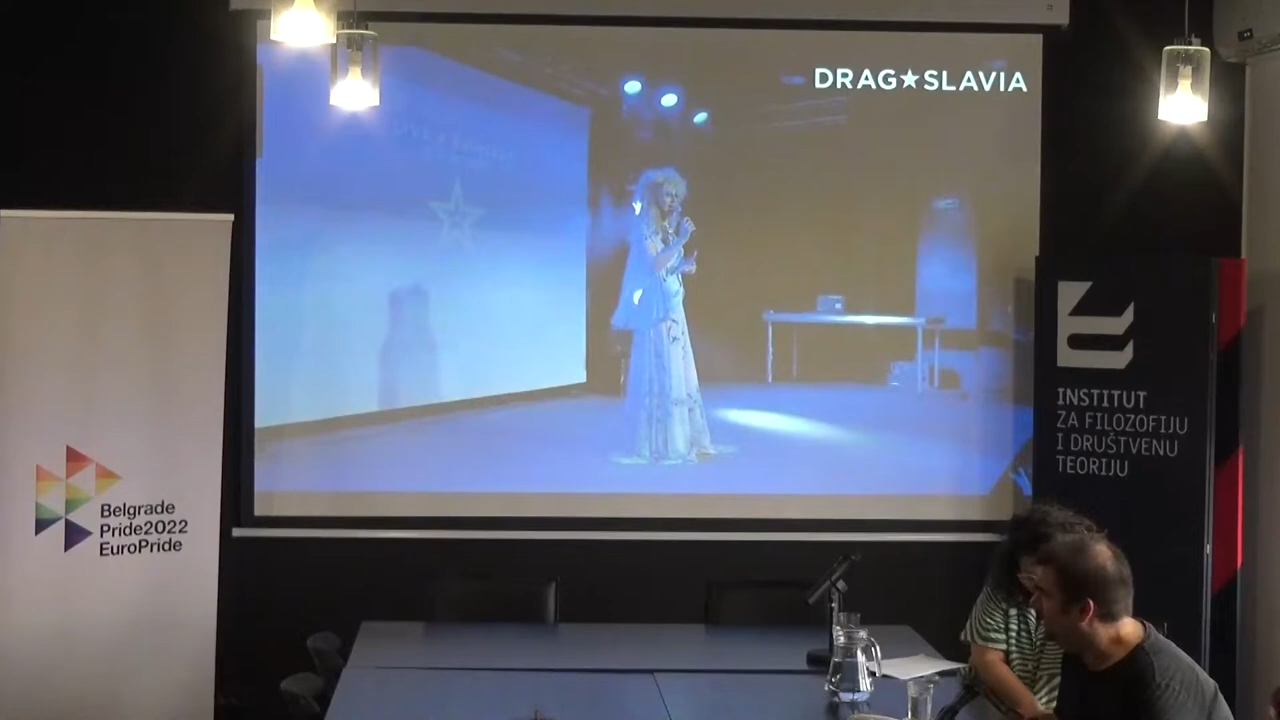 DRAG★SLAVIA
Belgrade
Pride2022
EuroPride
INSTITUT
ZA FILOZOFIJU
I DRUŠTVENU
TEORIJU